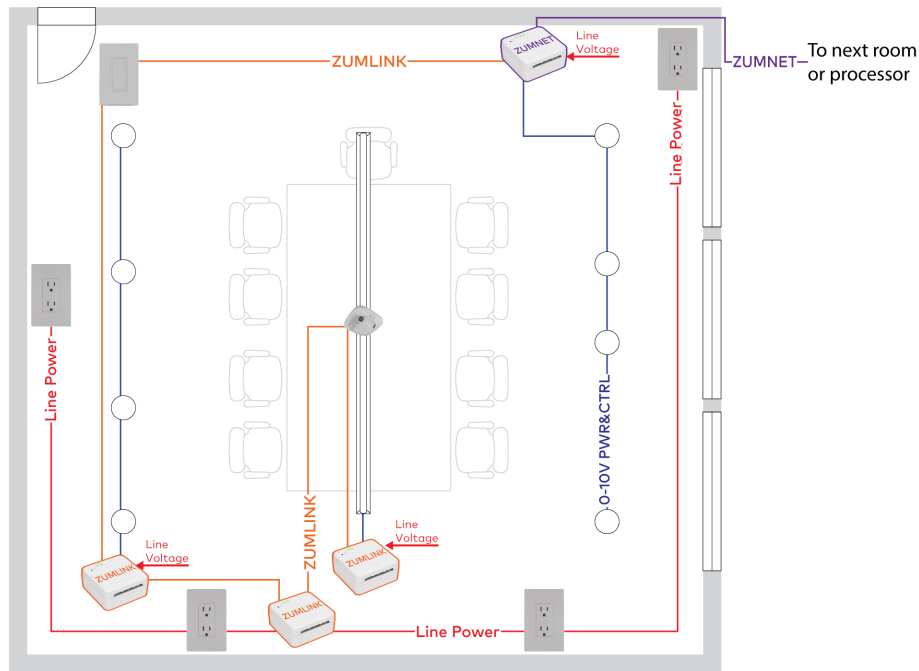 ZUMNET
Line
Voltage
ZUMLINK
ZUMNET
To next room
or processor
Line Power
Line Power
0-10V PWR&CTRL
ZUMLINK
Line
Voltage
ZUMLINK
Line
Voltage
ZUMLINK
ZUMLINK
Line Power